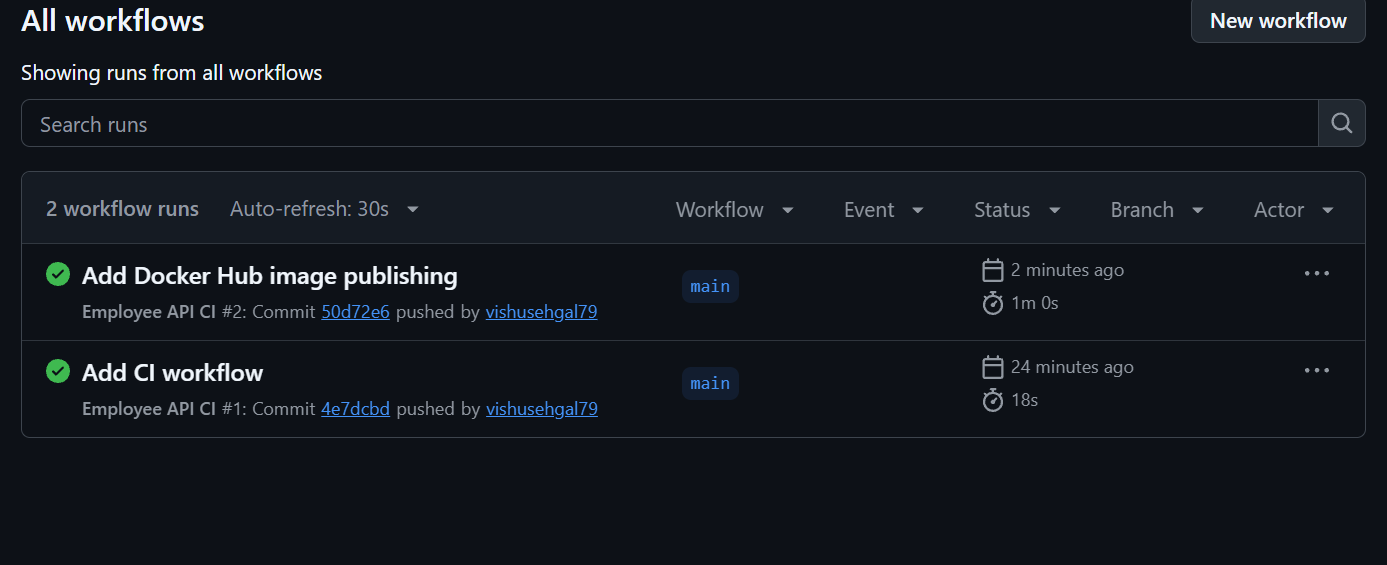 All workflows
New workflow
Showing runs from all workflows
Search runs
2 workflow runs Auto-refresh: 30s Workflow Event Status Branch Actor
Add Docker Hub image publishing
Employee API CI #2: Commit 50d72e6 pushed by vishusehgal79
main
2 minutes ago
1m 0s
Add CI workflow
Employee API CI #1: Commit 4e7dcbd pushed by vishusehgal79
main
24 minutes ago
18s